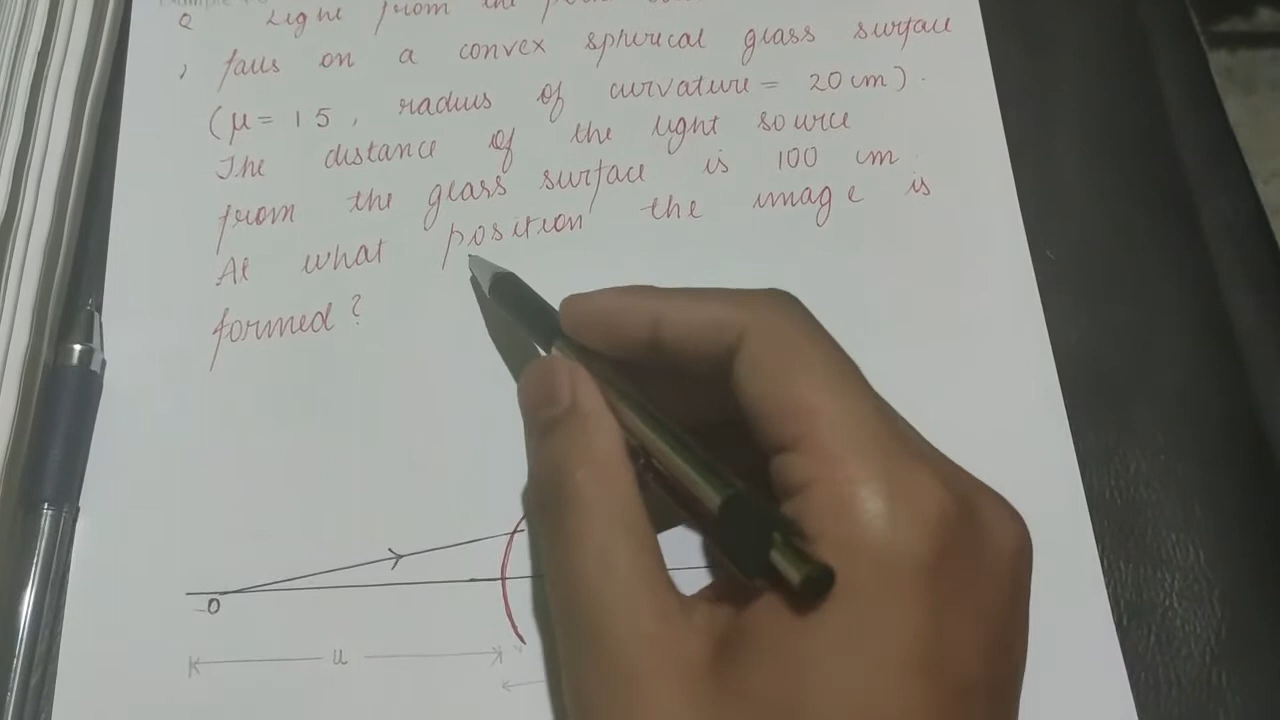 Q Light from the
, falls on a convex spherical glass surface
(μ = 1 5 , radius of curvature = 20 cm) .
The distance of the light source
from the glass surface is 100 cm
At what position the image is
formed ?
O
u